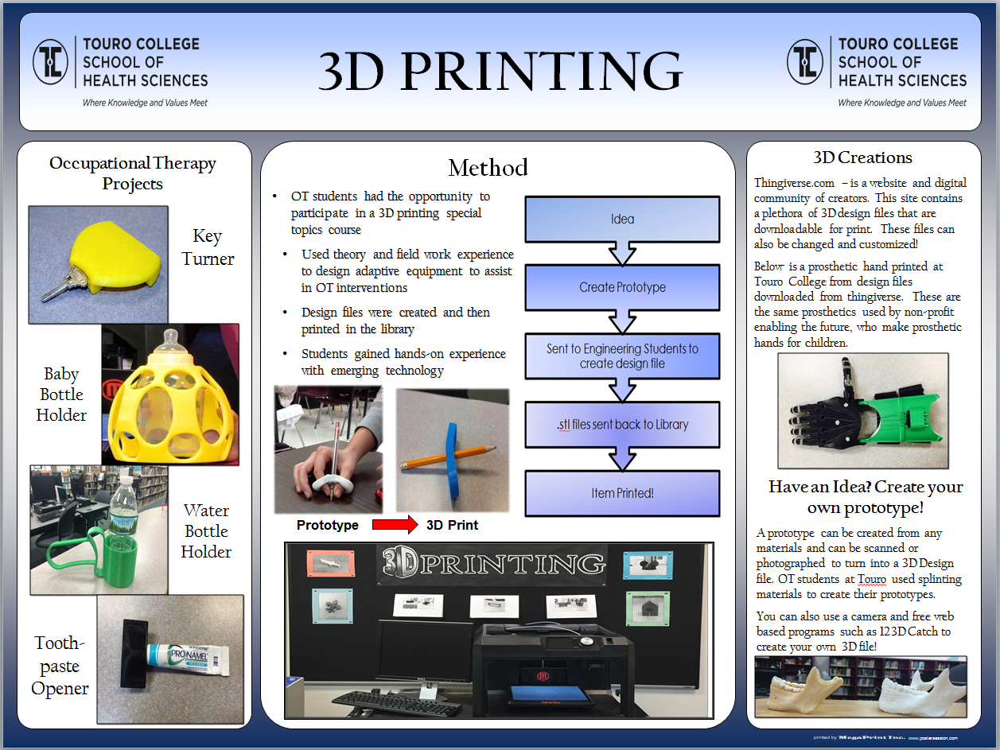 TOURO COLLEGE
SCHOOL OF
HEALTH SCIENCES
Where Knowledge and Values Meet
3D PRINTING
TOURO COLLEGE
SCHOOL OF
HEALTH SCIENCES
Where Knowledge and Values Meet
Occupational Therapy
Projects
Key
Turner
Baby
Bottle
Holder
Water
Bottle
Holder
Tooth-
paste
Opener
SENSODYNE
PRONAMEL
Method
• OT students had the opportunity to
participate in a 3D printing special
topics course
• Used theory and field work experience
to design adaptive equipment to assist
in OT interventions
• Design files were created and then
printed in the library
• Students gained hands-on experience
with emerging technology
Idea
Create Prototype
Sent to Engineering Students to
create design file
.stl files sent back to Library
Item Printed!
Prototype
3D Print
3D PRINTING
3D Creations
Thingiverse.com – is a website and digital
community of creators. This site contains
a plethora of 3D design files that are
downloadable for print. These files can
also be changed and customized!
Below is a prosthetic hand printed at
Touro College from design files
downloaded from thingiverse. These are
the same prosthetics used by non-profit
enabling the future, who make prosthetic
hands for children.
Have an Idea? Create your
own prototype!
A prototype can be created from any
materials and can be scanned or
photographed to turn into a 3D Design
file. OT students at Touro used splinting
materials to create their prototypes.
You can also use a camera and free web
based programs such as 123D Catch to
create your own 3D file!
printed by MegaPrint Inc. www.postersession.com